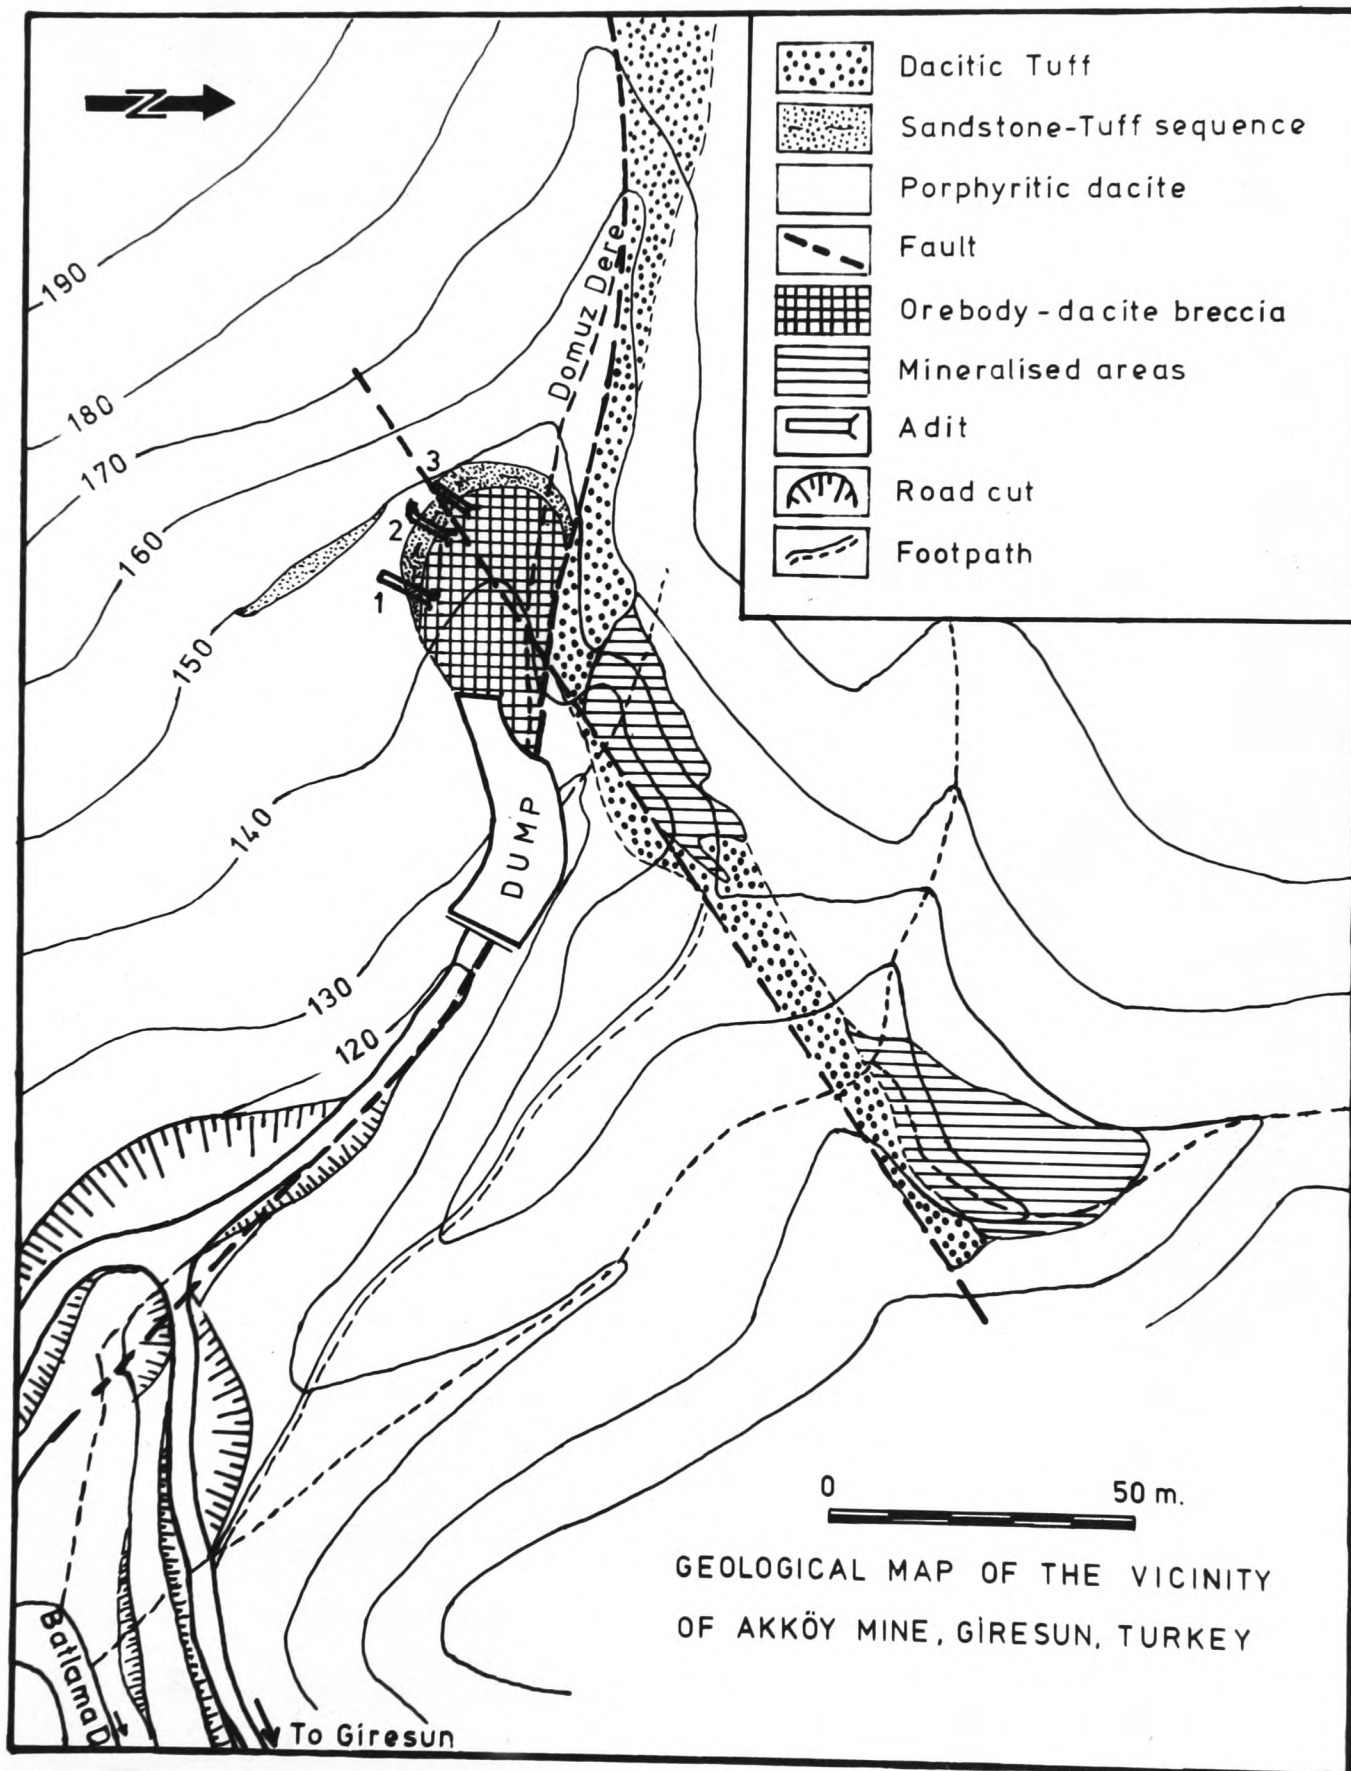 N
Dacitic Tuff
Sandstone-Tuff sequence
Porphyritic dacite
Fault
Orebody-dacite breccia
Mineralised areas
Adit
Road cut
Footpath
190
180
170
160
150
140
130
120
Domuz Dere
3
2
1
DUMP
0 50 m.
GEOLOGICAL MAP OF THE VICINITY
OF AKKÖY MINE, GİRESUN, TURKEY
Batlama D
To Giresun